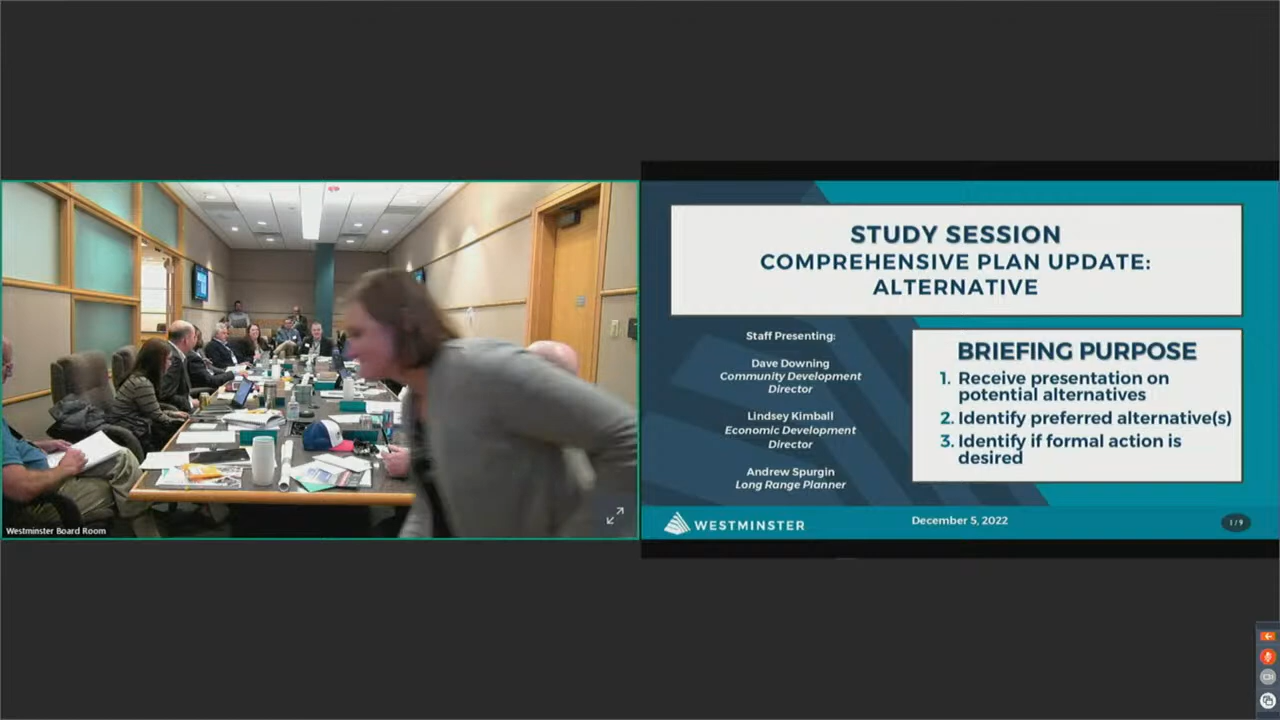 Westminster Board Room
STUDY SESSION
COMPREHENSIVE PLAN UPDATE:
ALTERNATIVE
Staff Presenting:
Dave Downing
Community Development
Director
Lindsey Kimball
Economic Development
Director
Andrew Spurgin
Long Range Planner
BRIEFING PURPOSE
1. Receive presentation on
potential alternatives
2. Identify preferred alternative(s)
3. Identify if formal action is
desired
WESTMINSTER
December 5, 2022
1 / 9